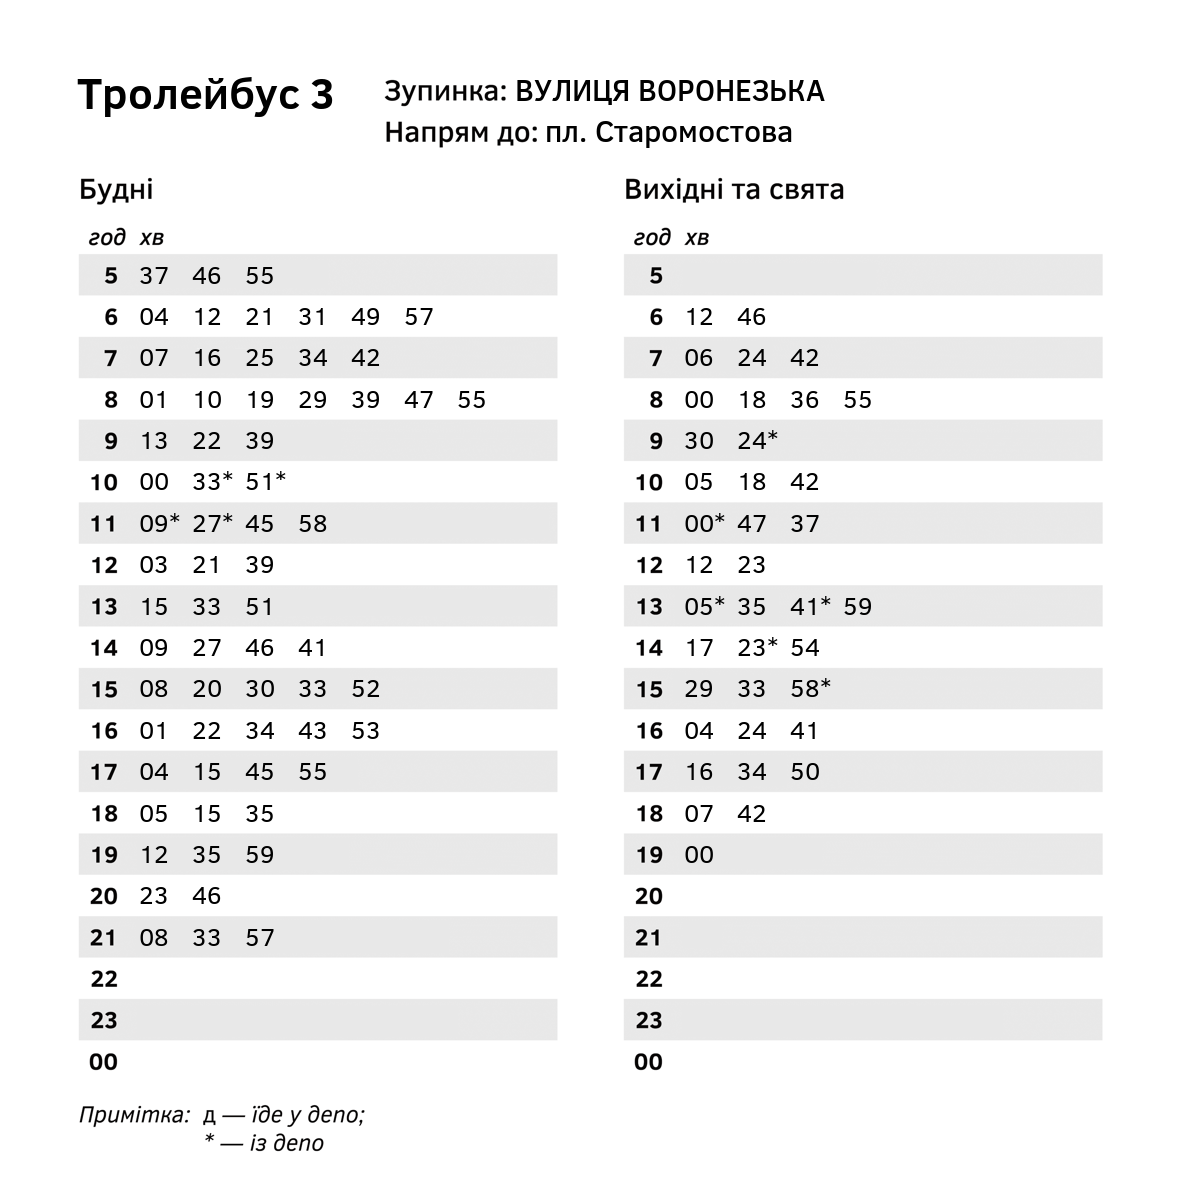 Тролейбус 3
Зупинка: ВУЛИЦЯ ВОРОНЕЗЬКА
Напрям до: пл. Старомостова
Будні
год хв
5 37 46 55
6 04 12 21 31 49 57
7 07 16 25 34 42
8 01 10 19 29 39 47 55
9 13 22 39
10 00 33* 51*
11 09* 27* 45 58
12 03 21 39
13 15 33 51
14 09 27 46 41
15 08 20 30 33 52
16 01 22 34 43 53
17 04 15 45 55
18 05 15 35
19 12 35 59
20 23 46
21 08 33 57
22
23
00
Вихідні та свята
год хв
5
6 12 46
7 06 24 42
8 00 18 36 55
9 30 24*
10 05 18 42
11 00* 47 37
12 12 23
13 05* 35 41* 59
14 17 23* 54
15 29 33 58*
16 04 24 41
17 16 34 50
18 07 42
19 00
20
21
22
23
00
Примітка: д — їде у депо;
* — із депо